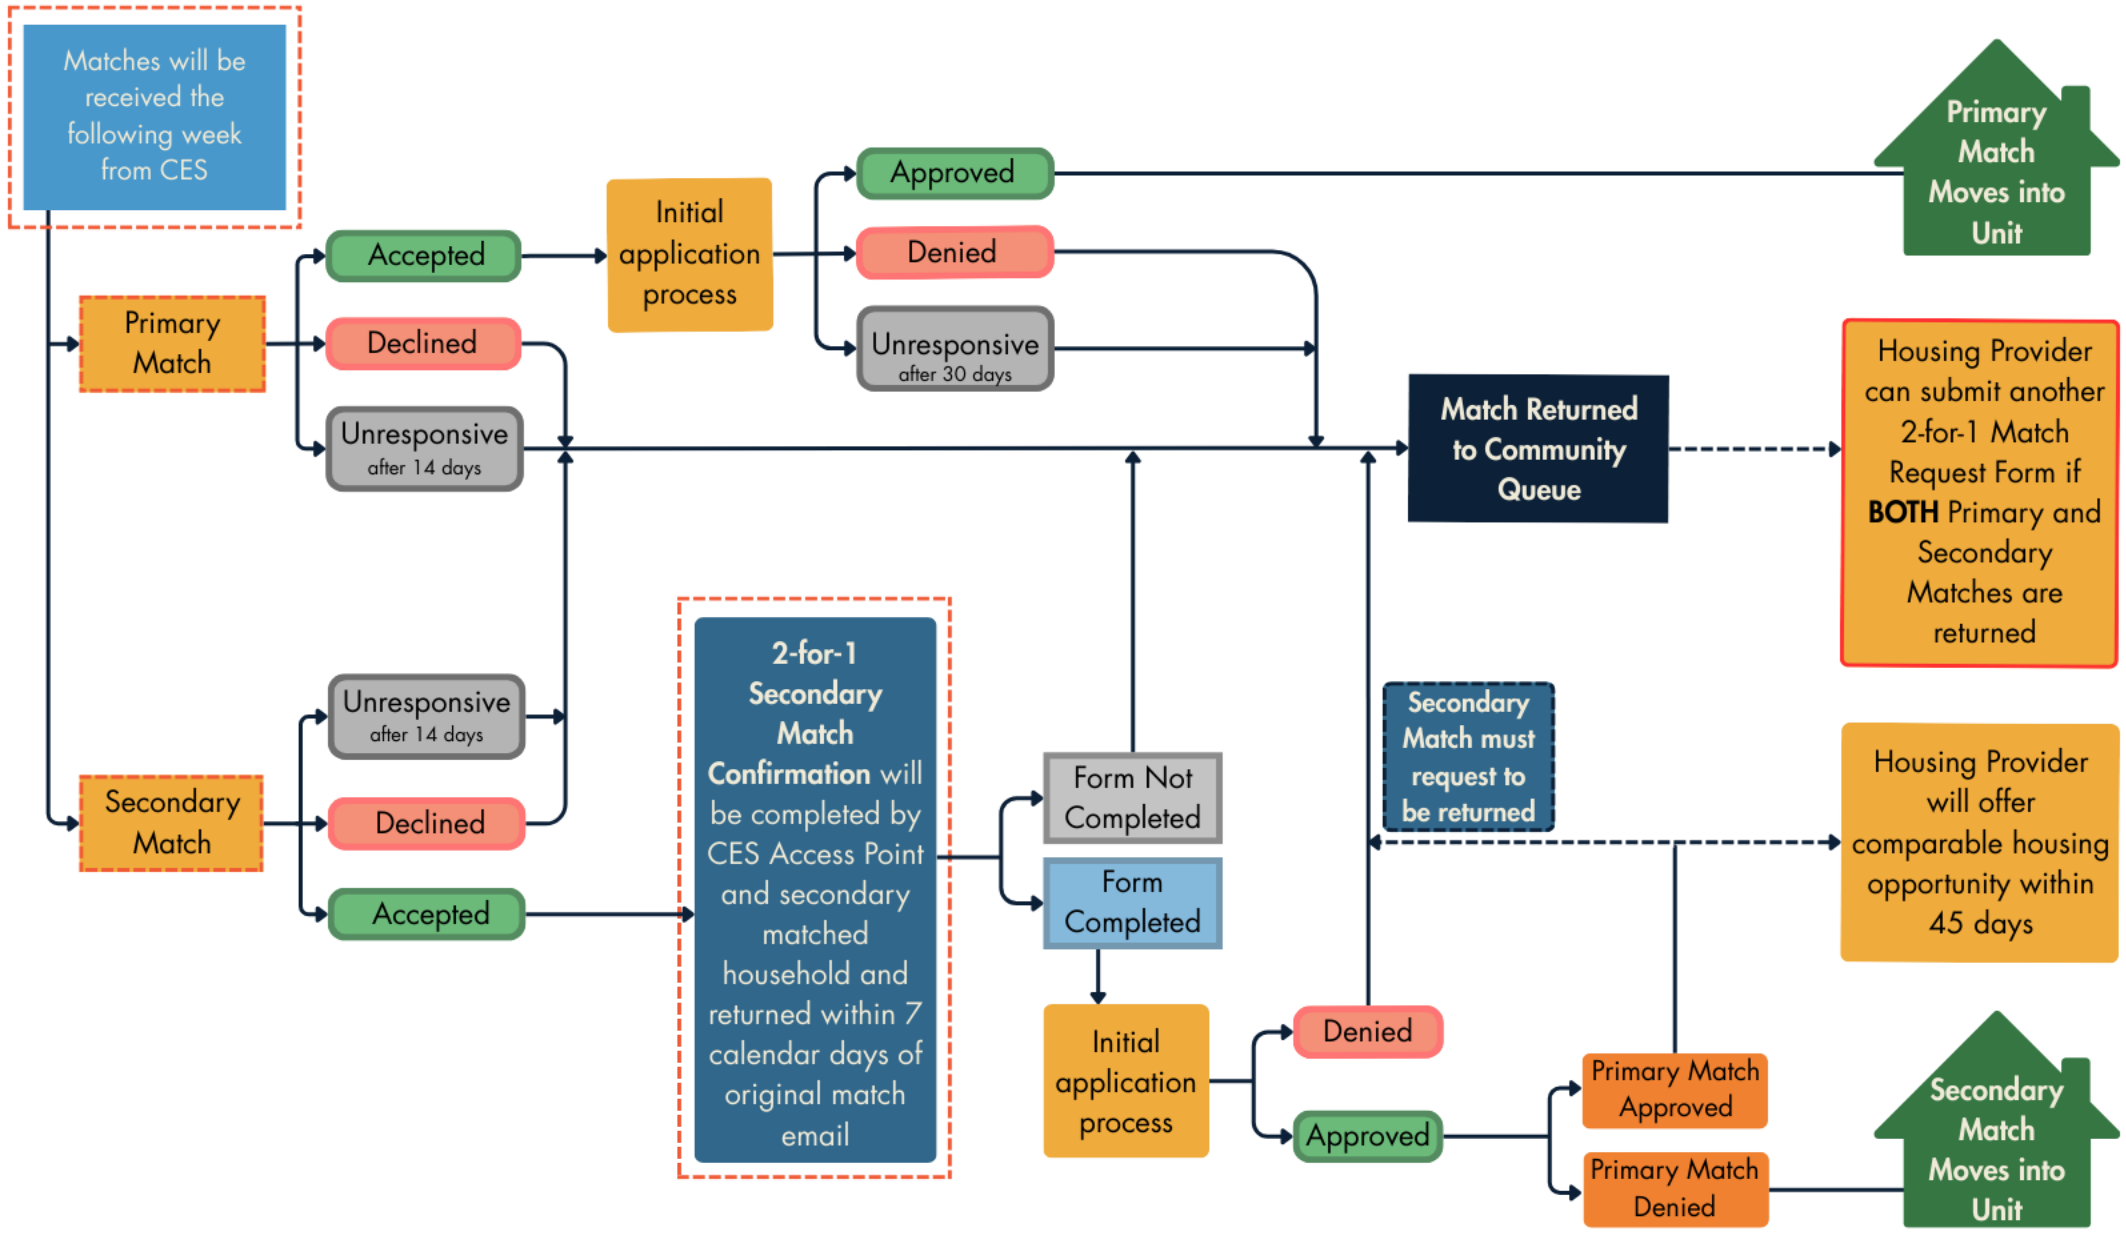 Matches will be
received the
following week
from CES
Primary
Match
Accepted
Declined
Unresponsive
after 14 days
Initial
application
process
Approved
Denied
Unresponsive
after 30 days
Primary
Match
Moves into
Unit
Match Returned
to Community
Queue
Housing Provider
can submit another
2-for-1 Match
Request Form if
BOTH Primary and
Secondary
Matches are
returned
Secondary
Match
Unresponsive
after 14 days
Declined
Accepted
2-for-1
Secondary
Match
Confirmation will
be completed by
CES Access Point
and secondary
matched
household and
returned within 7
calendar days of
original match
email
Form Not
Completed
Form
Completed
Initial
application
process
Denied
Approved
Secondary
Match must
request to
be returned
Housing Provider
will offer
comparable housing
opportunity within
45 days
Primary Match
Approved
Primary Match
Denied
Secondary
Match
Moves into
Unit